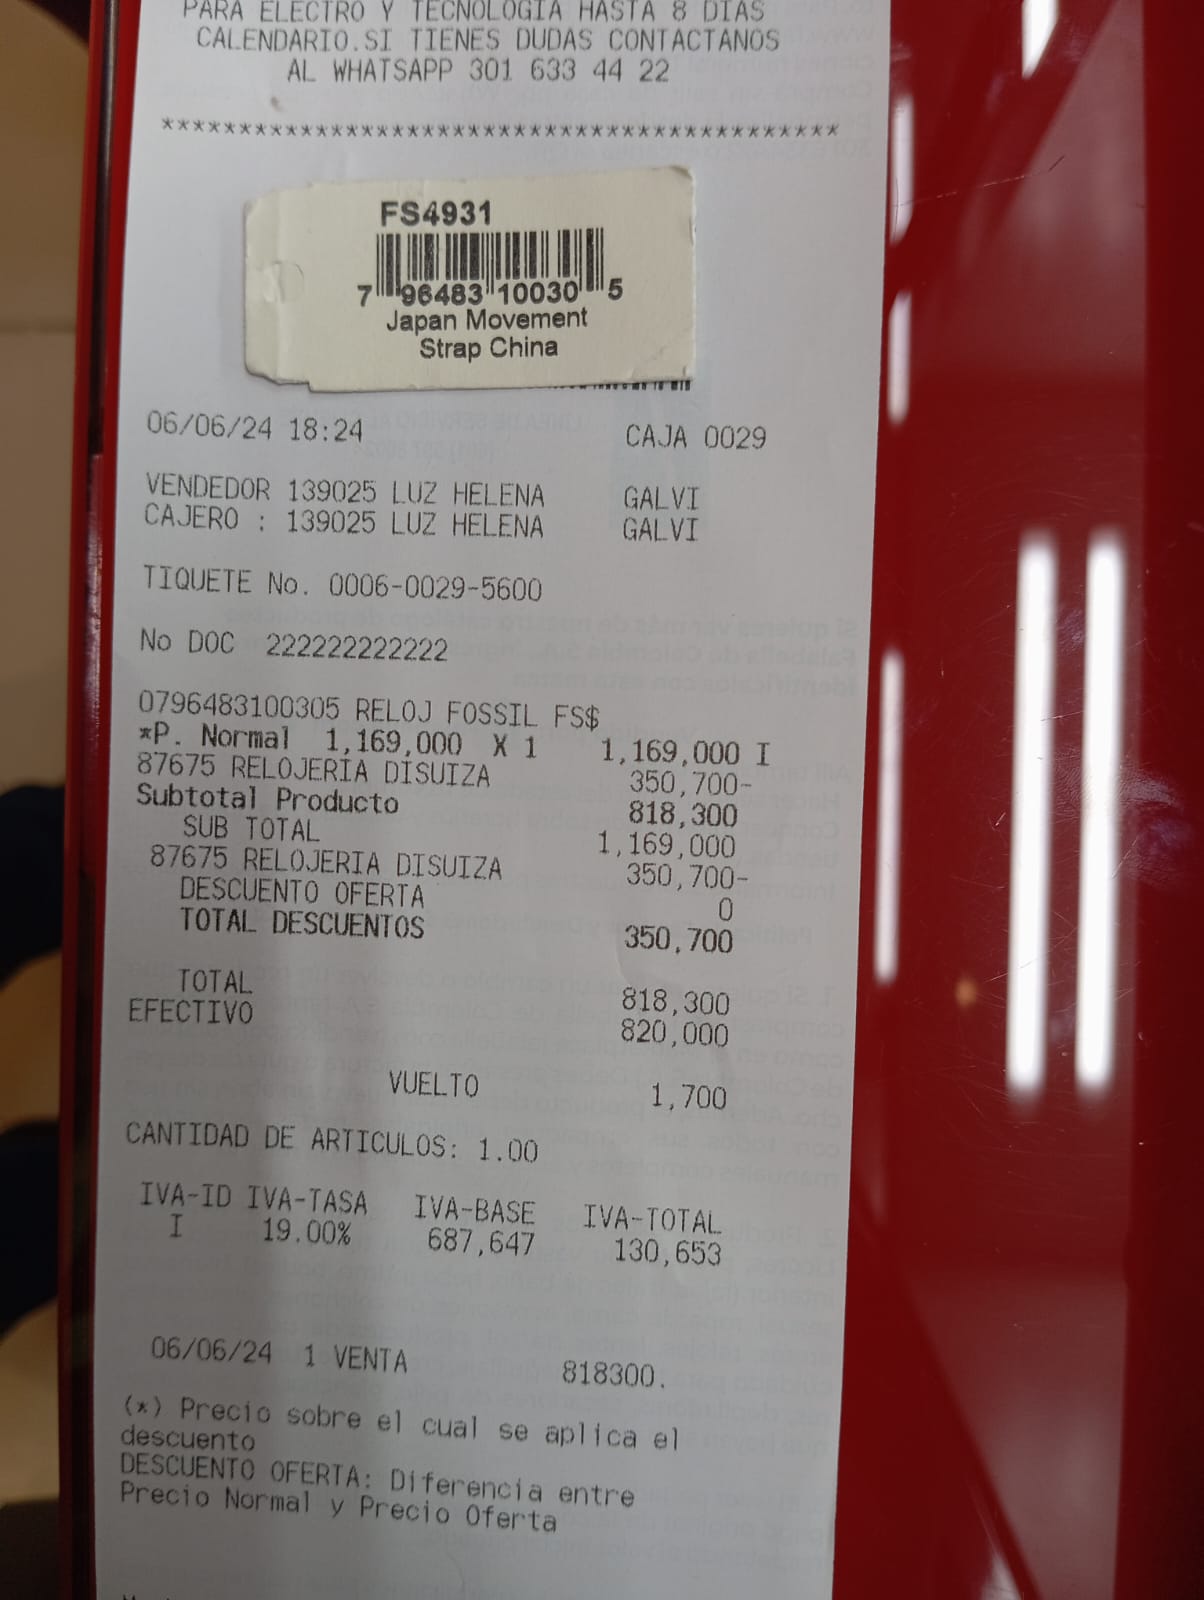 PARA ELECTRO Y TECNOLOGIA HASTA 8 DIAS
CALENDARIO.SI TIENES DUDAS CONTACTANOS
AL WHATSAPP 301 633 44 22
********************************************
FS4931
7 96483 10030 5
Japan Movement
Strap China
06/06/24 18:24 CAJA 0029
VENDEDOR 139025 LUZ HELENA GALVI
CAJERO : 139025 LUZ HELENA GALVI
TIQUETE No. 0006-0029-5600
No DOC 222222222222
0796483100305 RELOJ FOSSIL FS$
*P. Normal 1,169,000 X 1 1,169,000 I
87675 RELOJERIA DISUIZA 350,700-
Subtotal Producto 818,300
SUB TOTAL 1,169,000
87675 RELOJERIA DISUIZA 350,700-
DESCUENTO OFERTA 0
TOTAL DESCUENTOS 350,700
TOTAL 818,300
EFECTIVO 820,000
VUELTO 1,700
CANTIDAD DE ARTICULOS: 1.00
IVA-ID IVA-TASA IVA-BASE IVA-TOTAL
I 19.00% 687,647 130,653
06/06/24 1 VENTA 818300.
(*) Precio sobre el cual se aplica el
descuento
DESCUENTO OFERTA: Diferencia entre
Precio Normal y Precio Oferta